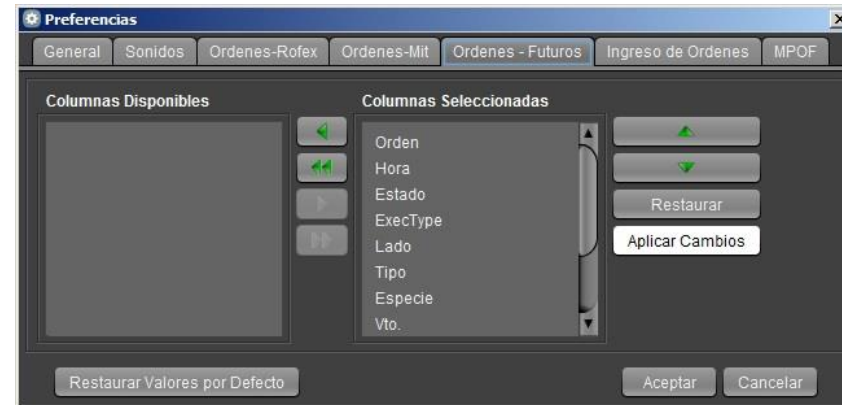 Preferencias
General Sonidos Ordenes-Rofex Ordenes-Mit Ordenes - Futuros Ingreso de Ordenes MPOF
Columnas Disponibles Columnas Seleccionadas
Orden
Hora
Estado
ExecType
Restaurar
Lado
Aplicar Cambios
Tipo
Especie
Vto.
Restaurar Valores por Defecto Aceptar Cancelar